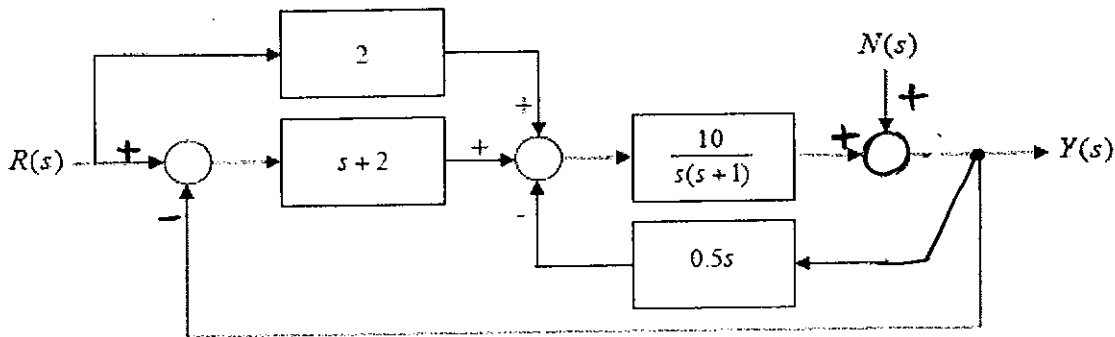 2
N(s)
+
+
+
s + 2
+
10
s(s+1)
+
R(s)
Y(s)
-
-
0.5s